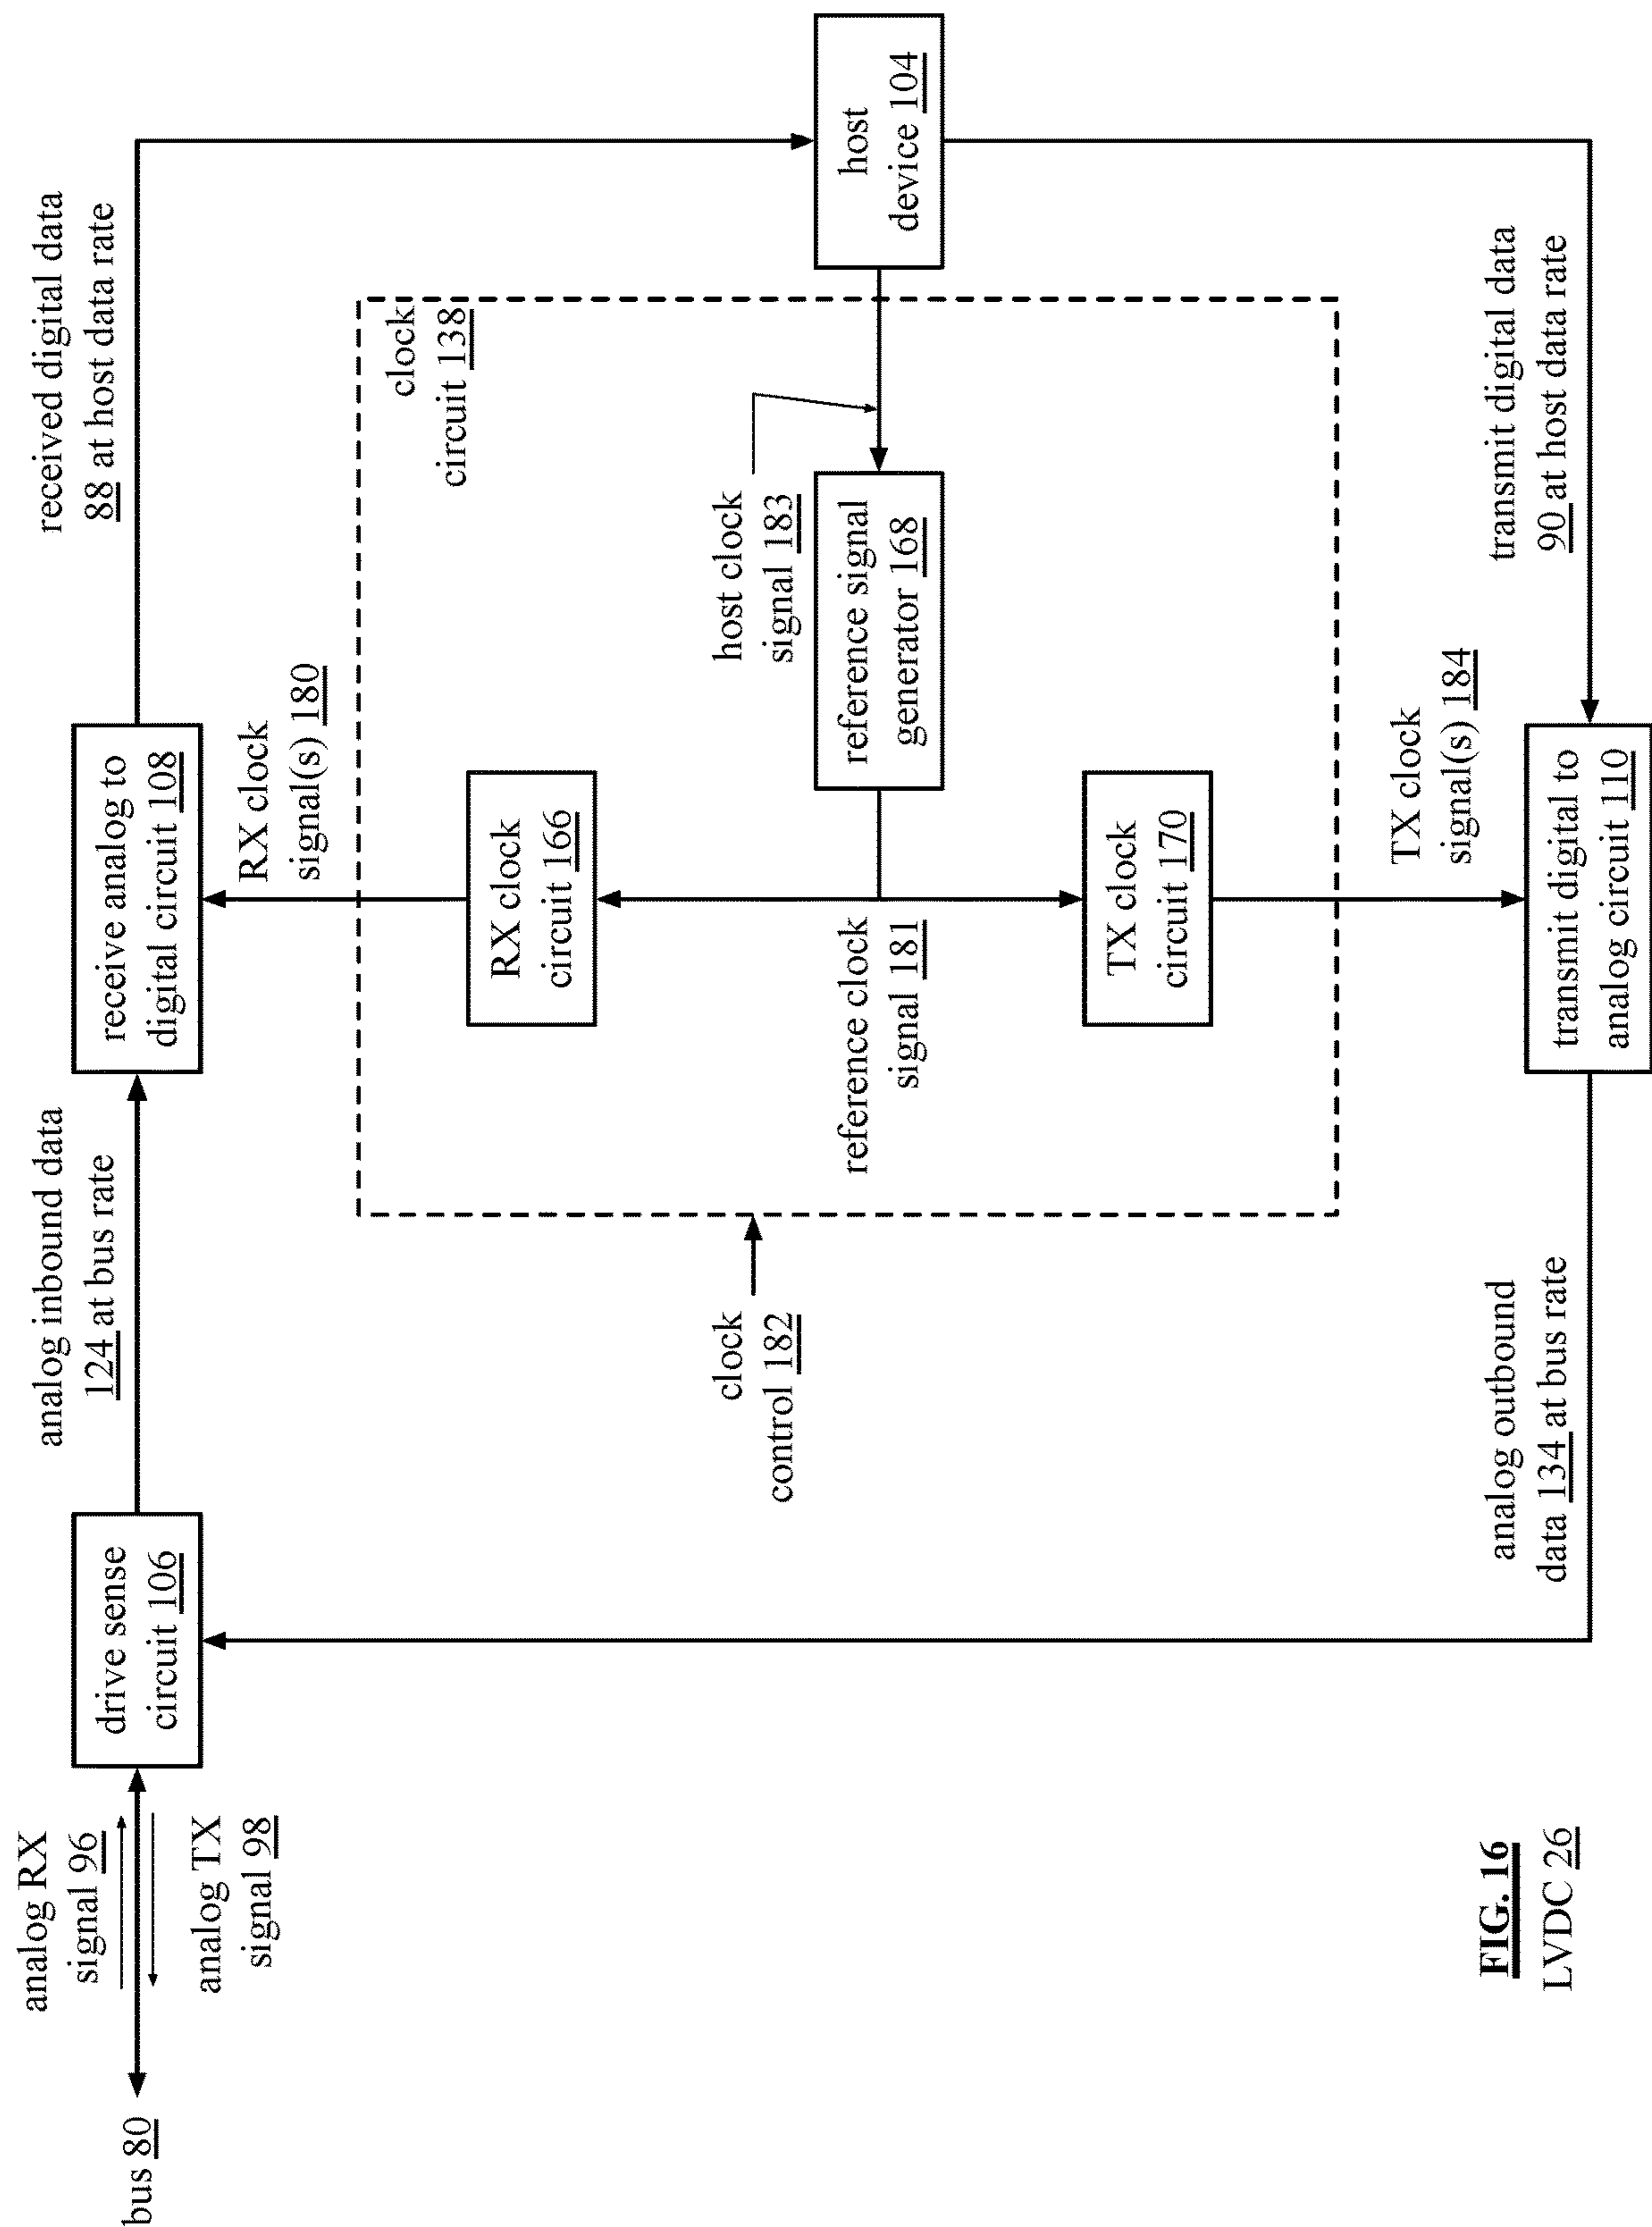 bus 80
analog RX
signal 96
analog TX
signal 98
drive sense
circuit 106
analog inbound data
124 at bus rate
receive analog to
digital circuit 108
received digital data
88 at host data rate
RX clock
signal(s) 180
clock
circuit 138
RX clock
circuit 166
host clock
signal 183
clock
control 182
reference clock
signal 181
reference signal
generator 168
host
device 104
TX clock
circuit 170
TX clock
signal(s) 184
analog outbound
data 134 at bus rate
transmit digital to
analog circuit 110
transmit digital data
90 at host data rate
FIG. 16
LVDC 26